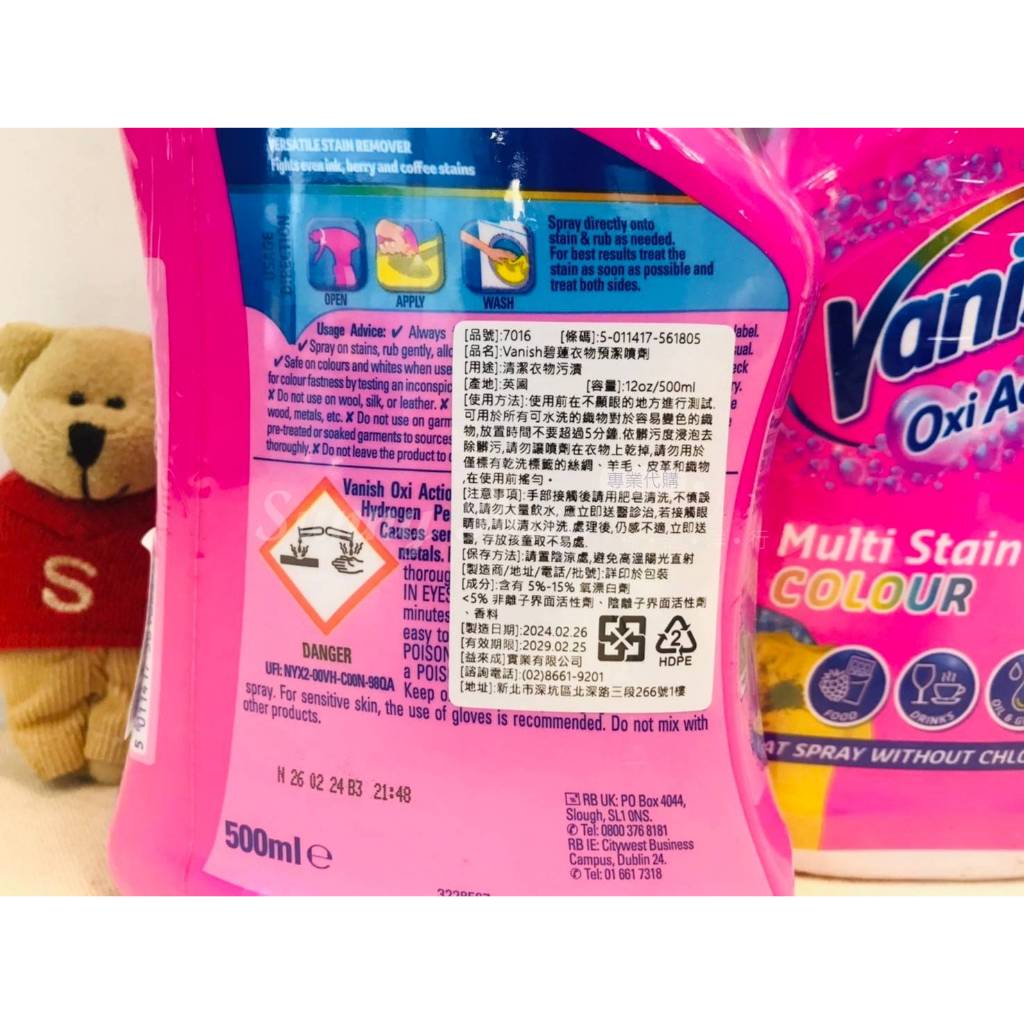 VERSATILE STAIN REMOVER
Fights even ink, berry and coffee stains
USAGE
DIRECTION
OPEN
APPLY
WASH
Spray directly onto
stain & rub as needed.
For best results treat the
stain as soon as possible and
treat both sides.
Usage Advice: ✔ Always
✔ Spray on stains, rub gently,
✔ Safe on colours and whites when
for colour fastness by testing an
✘ Do not use on wool, silk, or leather. ✘
wood, metals, etc. ✘ Do not use on
pre-treated or soaked garments to sources
thoroughly. ✘ Do not leave the product to
label.
[品號]:7016 [條碼]:5-011417-561805
[品名]:Vanish碧蓮衣物預潔噴劑
[用途]:清潔衣物污漬
[產地]:英國 [容量]:12oz/500ml
[使用方法]:使用前在不顯眼的地方進行測試.
可用於所有可水洗的織物對於容易變色的織
物,放置時間不要超過5分鐘.依髒污度浸泡去
除髒污,請勿讓噴劑在衣物上乾掉,請勿用於
僅標有乾洗標籤的絲綢、羊毛、皮革和織物
,在使用前搖勻。
專業代購
[注意事項]:手部接觸後請用肥皂清洗,不慎誤
飲,請勿大量飲水, 應立即送醫診治,若接觸眼
睛時,請以清水沖洗.處理後,仍感不適,立即送
醫, 存放孩童取不易處.
[保存方法]:請置陰涼處,避免高溫陽光直射
[製造商/地址/電話/批號]:詳印於包裝
[成分]:含有 5%-15% 氧漂白劑
<5% 非離子界面活性劑、陰離子界面活性劑
、香料
[製造日期]:2024.02.26
[有效期限]:2029.02.25
[益來成]實業有限公司
[諮詢電話]:(02)8661-9201
[地址]:新北市深坑區北深路三段266號1樓
2
HDPE
Vanish Oxi
Hydrogen
Causes
metals.
IN
minutes
easy to
a
Keep
DANGER
UFI: NYX2-00VH-C00N-98QA
spray. For sensitive skin, the use of gloves is recommended. Do not mix with
other products.
N 26 02 24 B3 21:48
500ml ℮
RB UK: PO Box 4044,
Slough, SL1 0NS.
✆ Tel: 0800 376 8181
RB IE: Citywest Business
Campus, Dublin 24.
✆ Tel: 01 661 7318
S
Oxi
Multi Stain
COLOUR
FOOD
DRINKS
SPRAY WITHOUT